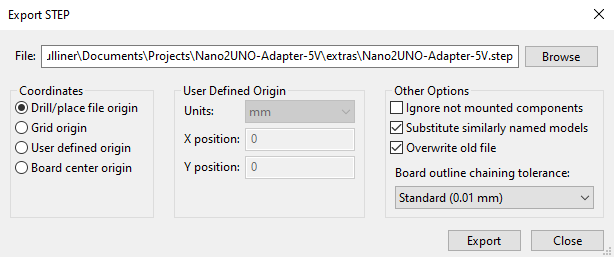 Export STEP
File: ulliner\Documents\Projects\Nano2UNO-Adapter-5V\extras\Nano2UNO-Adapter-5V.step Browse
Coordinates
Drill/place file origin
Grid origin
User defined origin
Board center origin
User Defined Origin
Units: mm
X position: 0
Y position: 0
Other Options
Ignore not mounted components
Substitute similarly named models
Overwrite old file
Board outline chaining tolerance:
Standard (0.01 mm)
Export Close